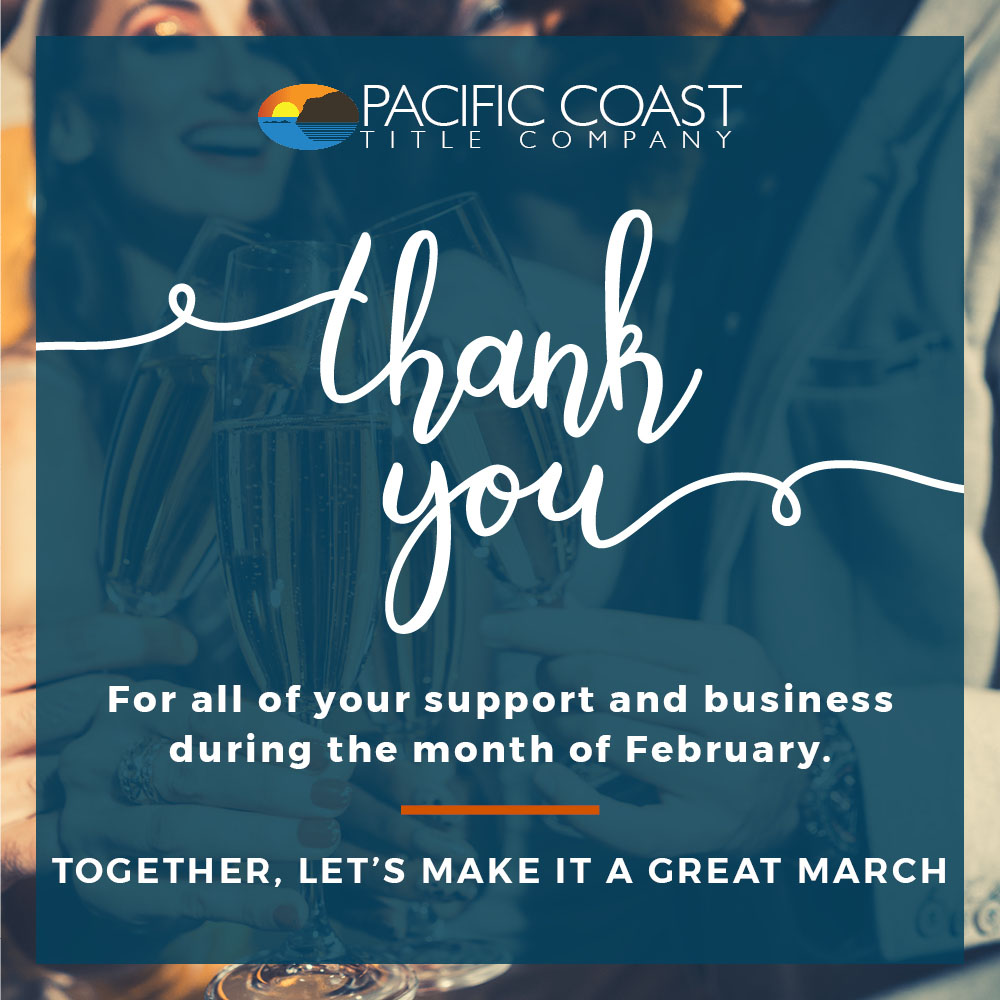 PACIFIC COAST
TITLE COMPANY
thank
you
For all of your support and business
during the month of February.
TOGETHER, LET’S MAKE IT A GREAT MARCH